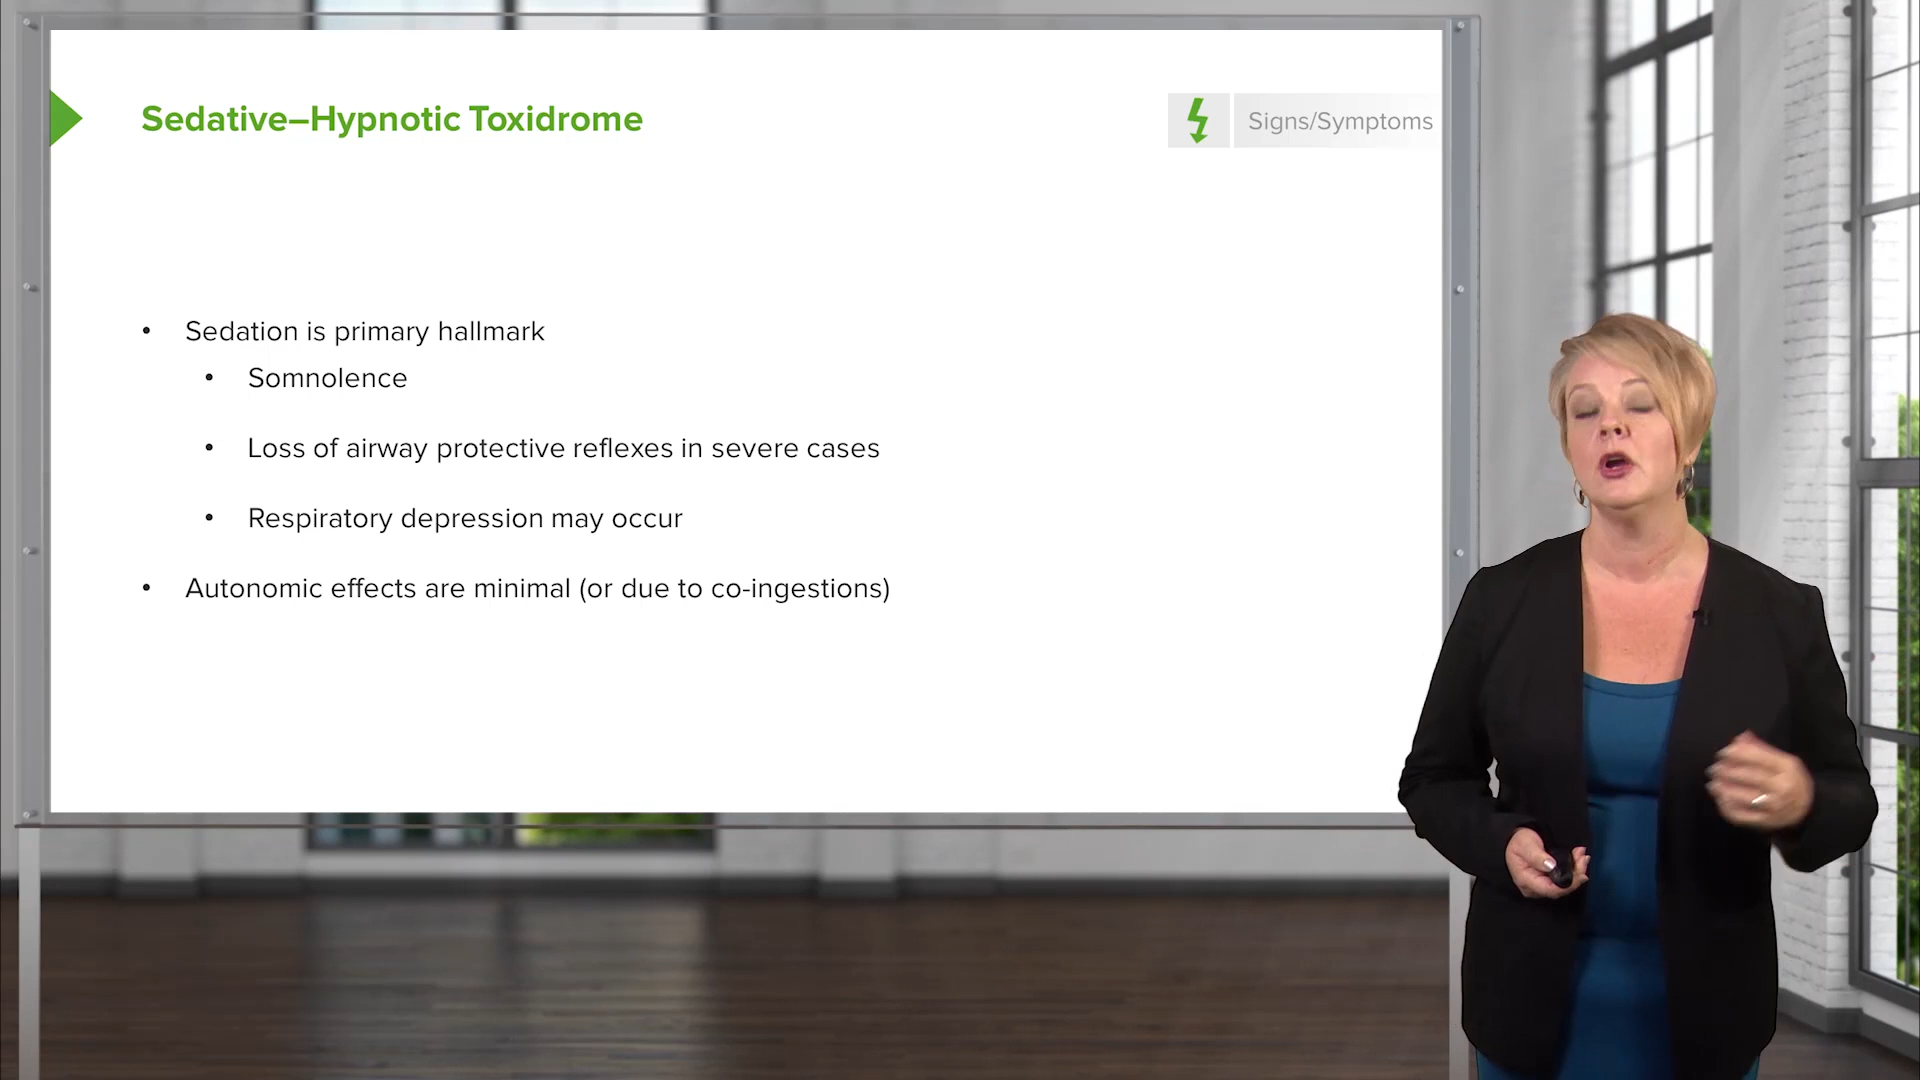 Sedative–Hypnotic Toxidrome
Signs/Symptoms
• Sedation is primary hallmark
• Somnolence
• Loss of airway protective reflexes in severe cases
• Respiratory depression may occur
• Autonomic effects are minimal (or due to co-ingestions)